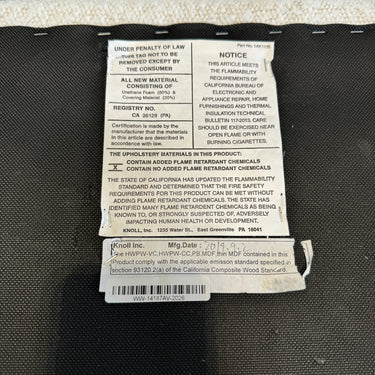 UNDER PENALTY OF LAW
TAG NOT TO BE
REMOVED EXCEPT BY
THE CONSUMER
ALL NEW MATERIAL
CONSISTING OF
Urethane Foam (80%) &
Covering Material (20%)
REGISTRY NO.
CA 36129 (PA)
Certification is made by the
manufacturer that the materials
in this article are described in
accordance with law.
Part No.
NOTICE
THIS ARTICLE MEETS
THE FLAMMABILITY
REQUIREMENTS OF
CALIFORNIA BUREAU OF
ELECTRONIC AND
APPLIANCE REPAIR, HOME
FURNISHINGS AND THERMAL
INSULATION TECHNICAL
BULLETIN 117-2013. CARE
SHOULD BE EXERCISED NEAR
OPEN FLAME OR WITH
BURNING CIGARETTES.
THE UPHOLSTERY MATERIALS IN THIS PRODUCT:
CONTAIN ADDED FLAME RETARDANT CHEMICALS
X CONTAIN NO ADDED FLAME RETARDANT CHEMICALS
THE STATE OF CALIFORNIA HAS UPDATED THE FLAMMABILITY
STANDARD AND DETERMINED THAT THE FIRE SAFETY
REQUIREMENTS FOR THIS PRODUCT CAN BE MET WITHOUT
ADDING FLAME RETARDANT CHEMICALS. THE STATE HAS
IDENTIFIED MANY FLAME RETARDANT CHEMICALS AS BEING
KNOWN TO, OR STRONGLY SUSPECTED OF, ADVERSELY
IMPACTING HUMAN HEALTH OR DEVELOPMENT.
KNOLL, INC. 1235 Water St., East Greenville PA 18041
Knoll Inc. Mfg.Date :
HWPW-VC,HWPW-CC,PB,MDF,thin MDF contained in this
Product comply with the applicable emission standard specified in
section 93120.2(a) of the California Composite Wood Standard.
WW-14187AV-2026